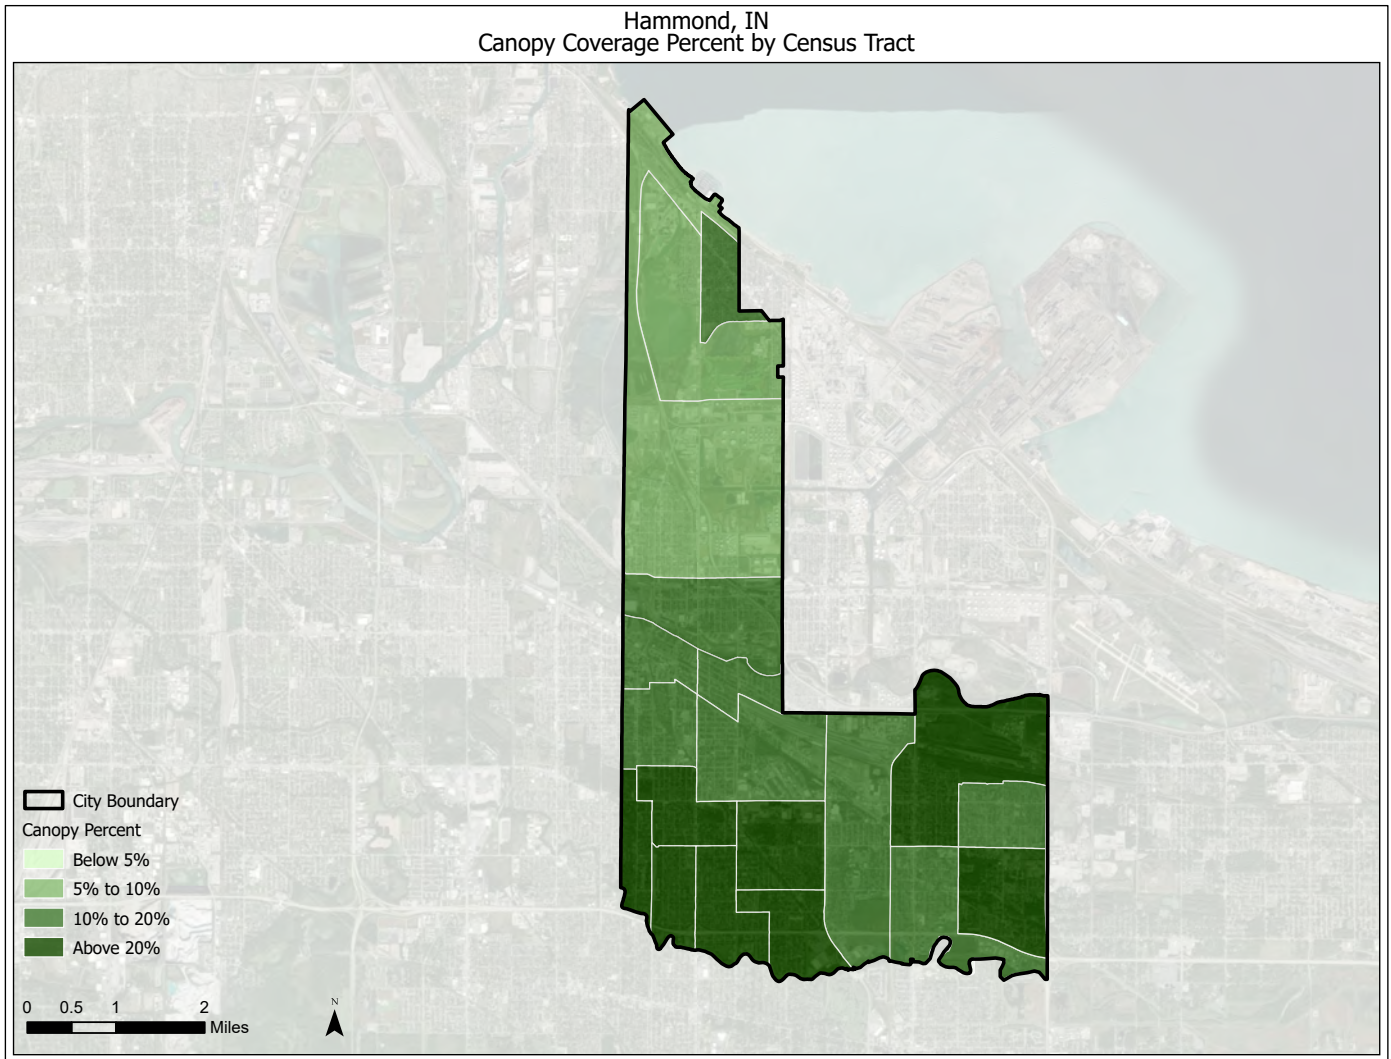 Hammond, IN
Canopy Coverage Percent by Census Tract
City Boundary
Canopy Percent
Below 5%
5% to 10%
10% to 20%
Above 20%
0 0.5 1 2
Miles
N